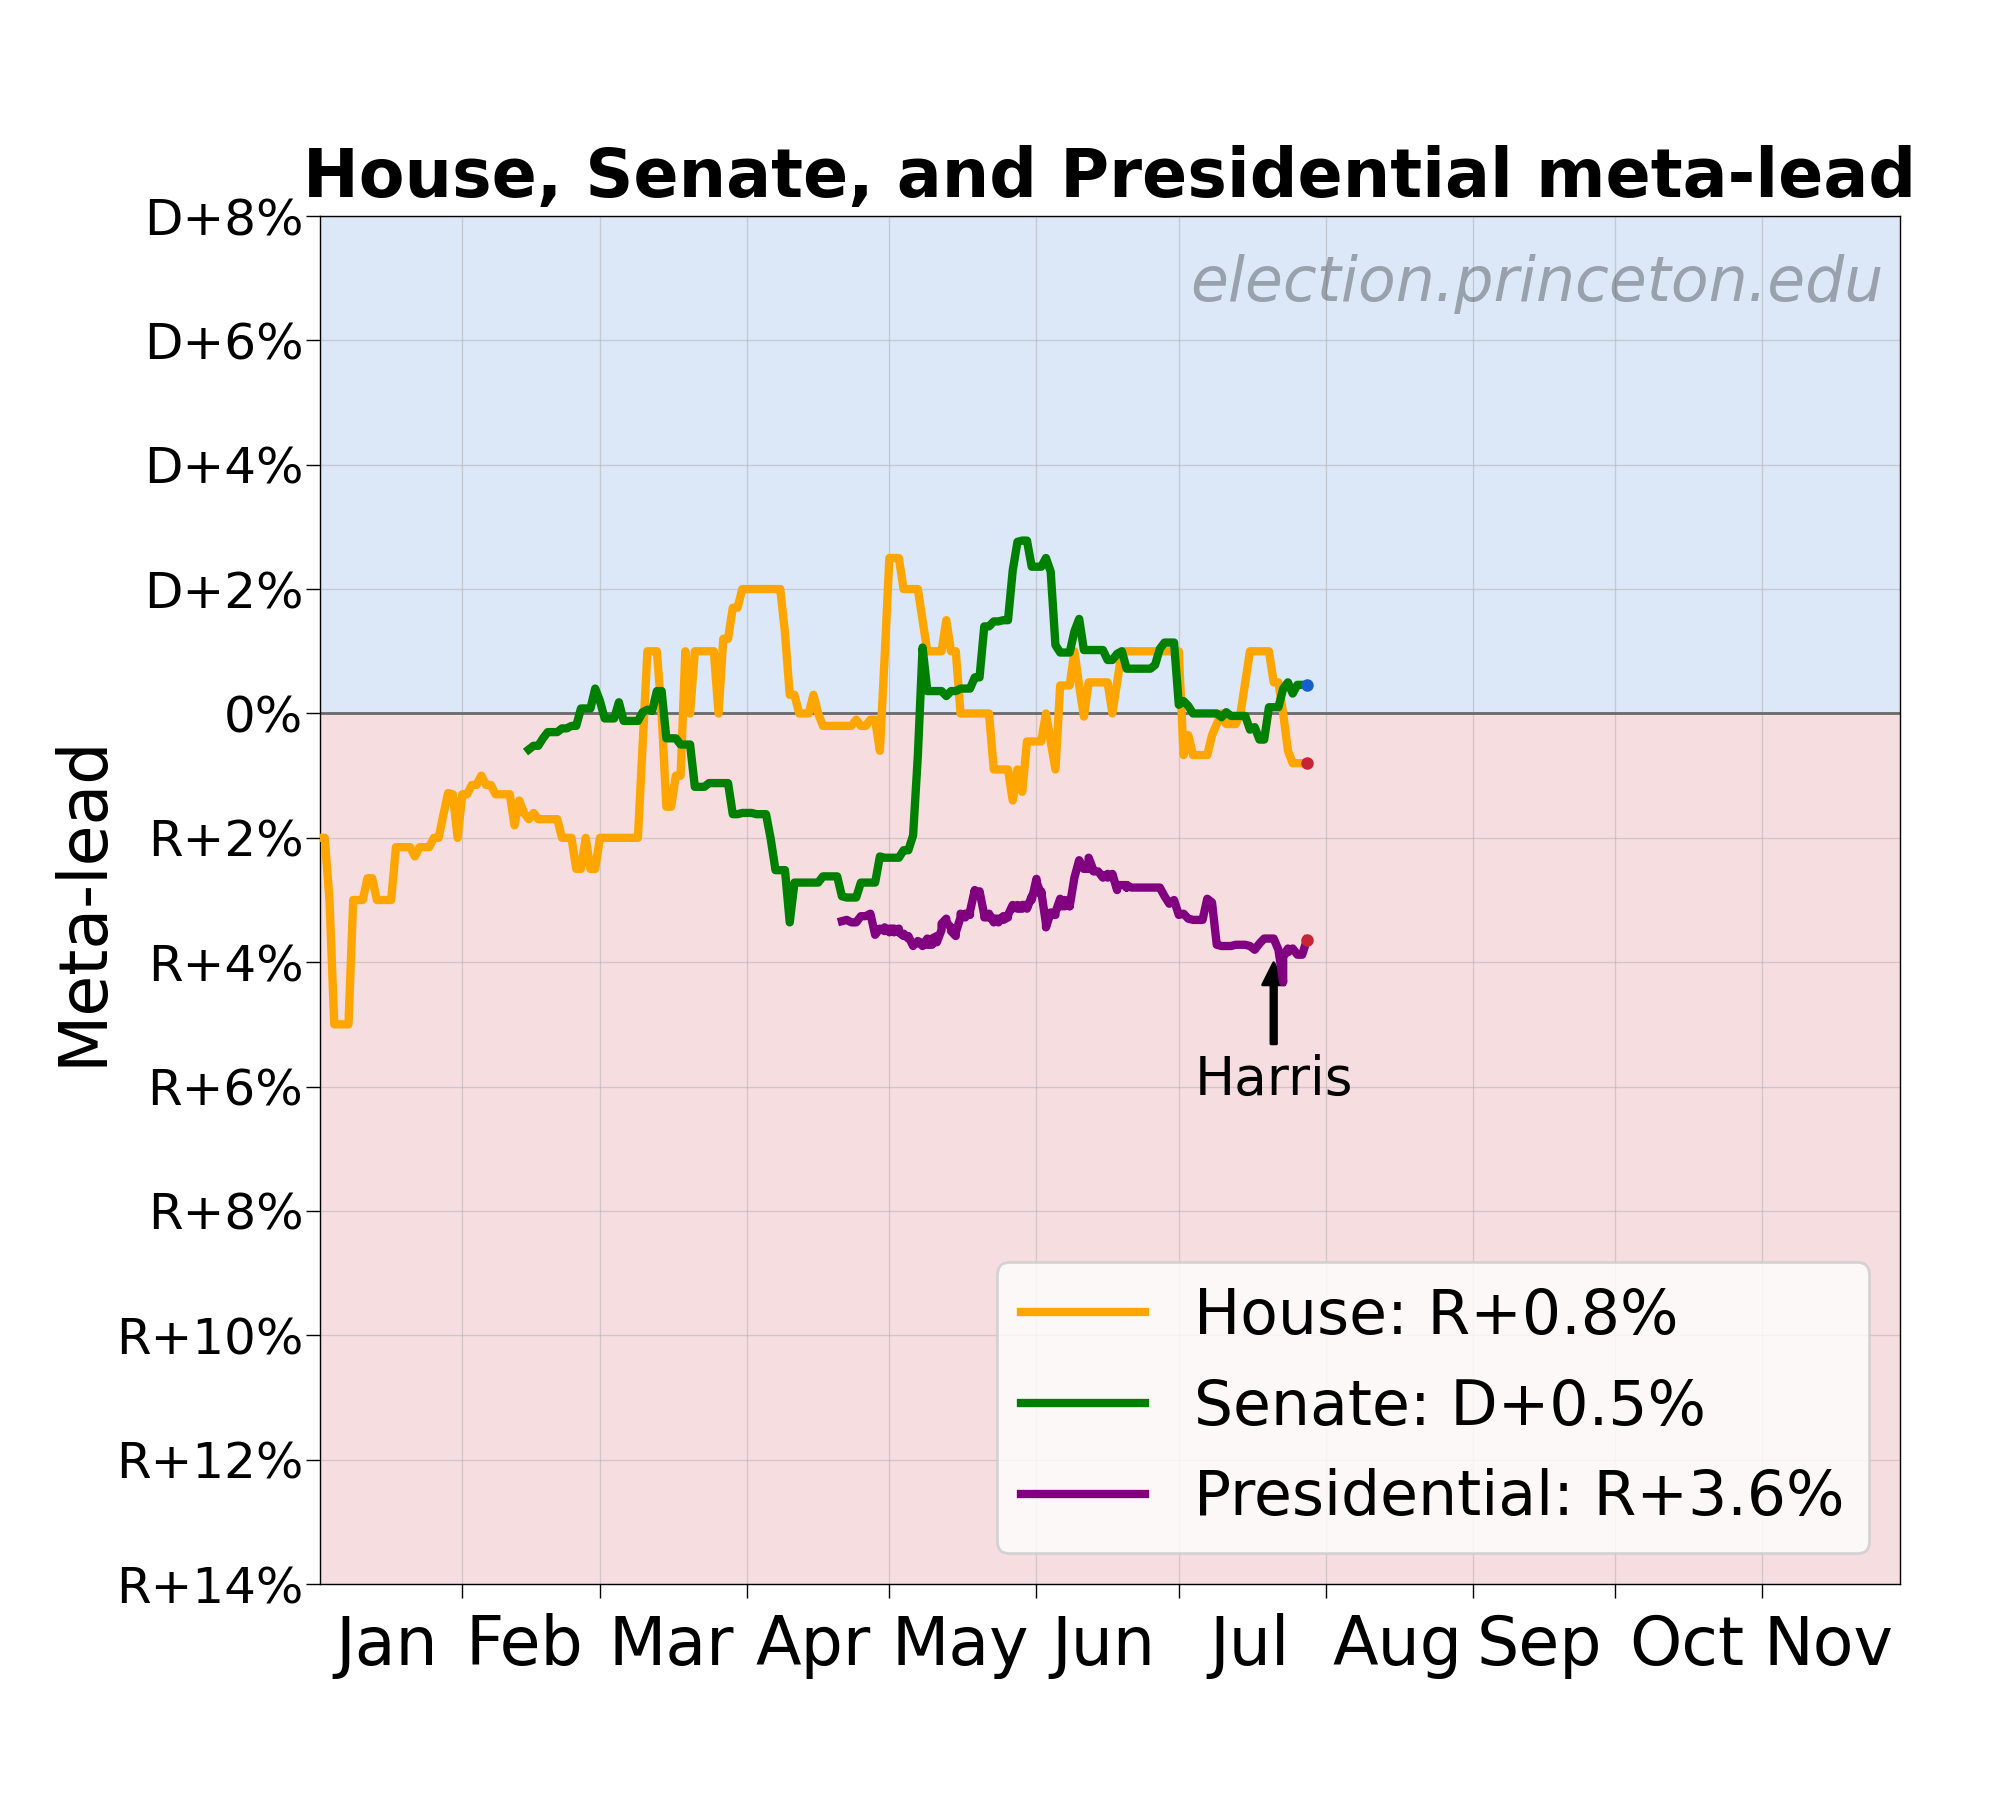 House, Senate, and Presidential meta-lead
election.princeton.edu
D+8%
D+6%
D+4%
D+2%
0%
R+2%
R+4%
R+6%
R+8%
R+10%
R+12%
R+14%
Meta-lead
Harris
House: R+0.8%
Senate: D+0.5%
Presidential: R+3.6%
Jan Feb Mar Apr May Jun Jul Aug Sep Oct Nov